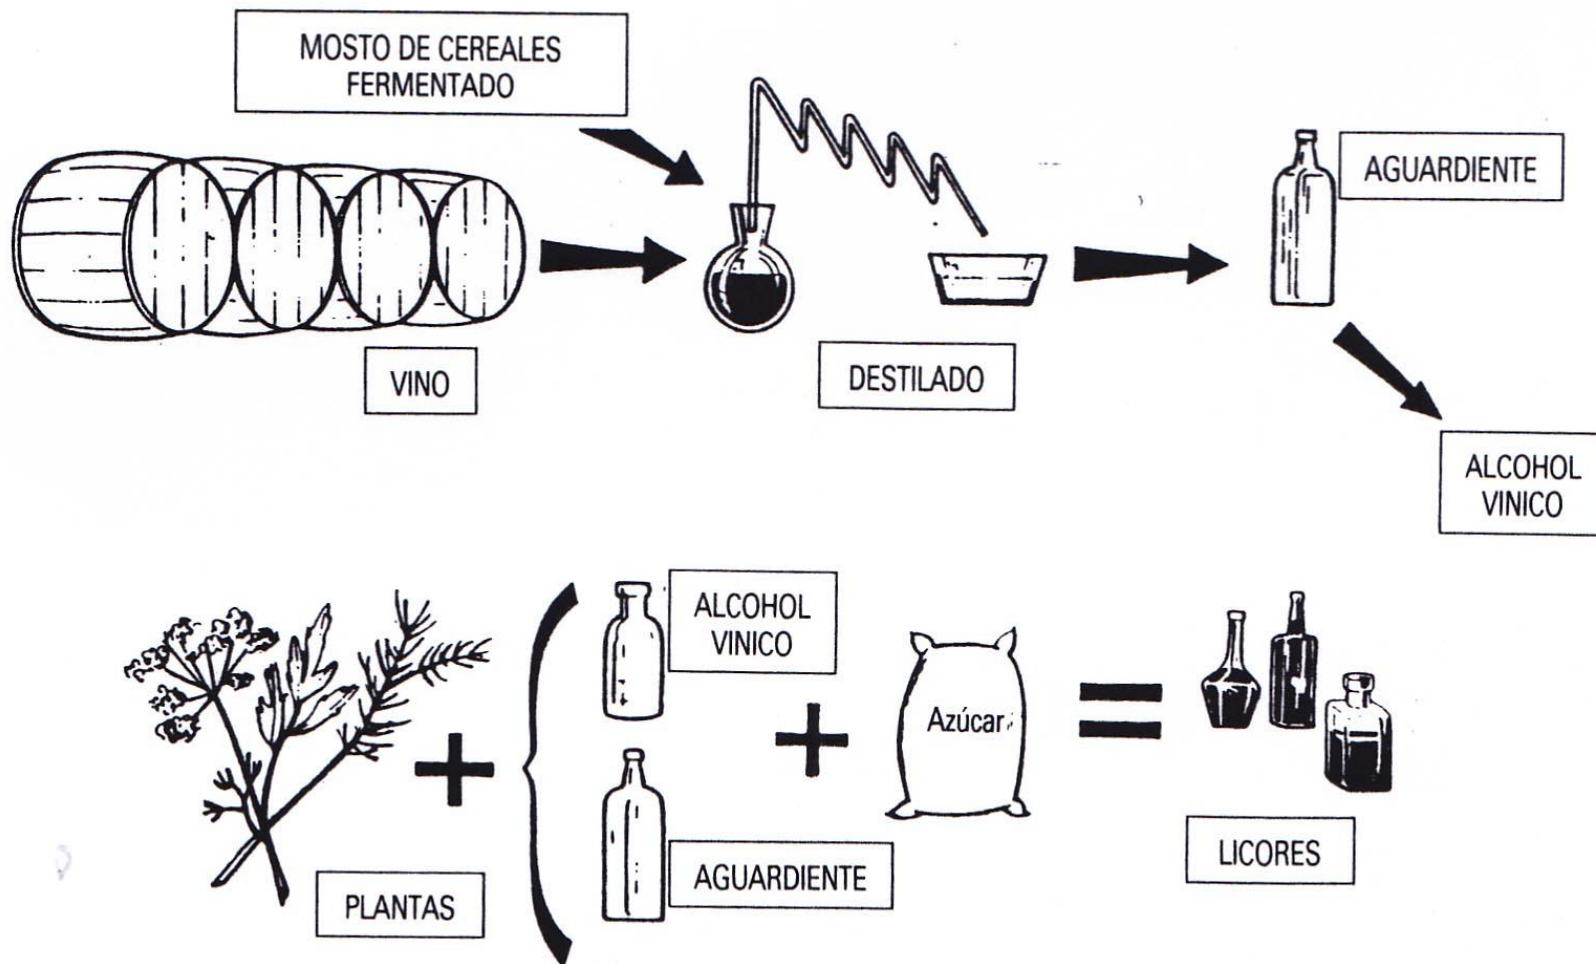 MOSTO DE CEREALES
FERMENTADO
AGUARDIENTE
VINO
DESTILADO
ALCOHOL
VINICO
ALCOHOL
VINICO
Azúcar
AGUARDIENTE
PLANTAS
LICORES